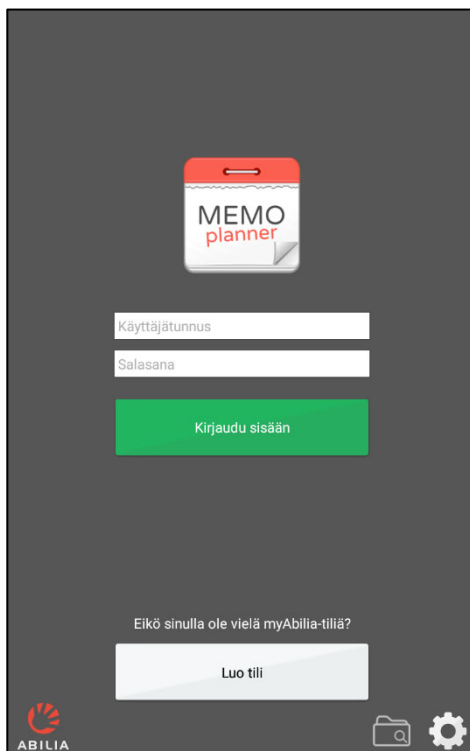 MEMO
planner
Käyttäjätunnus
Salasana
Kirjaudu sisään
Eikö sinulla ole vielä myAbilia-tiliä?
Luo tili
ABILIA